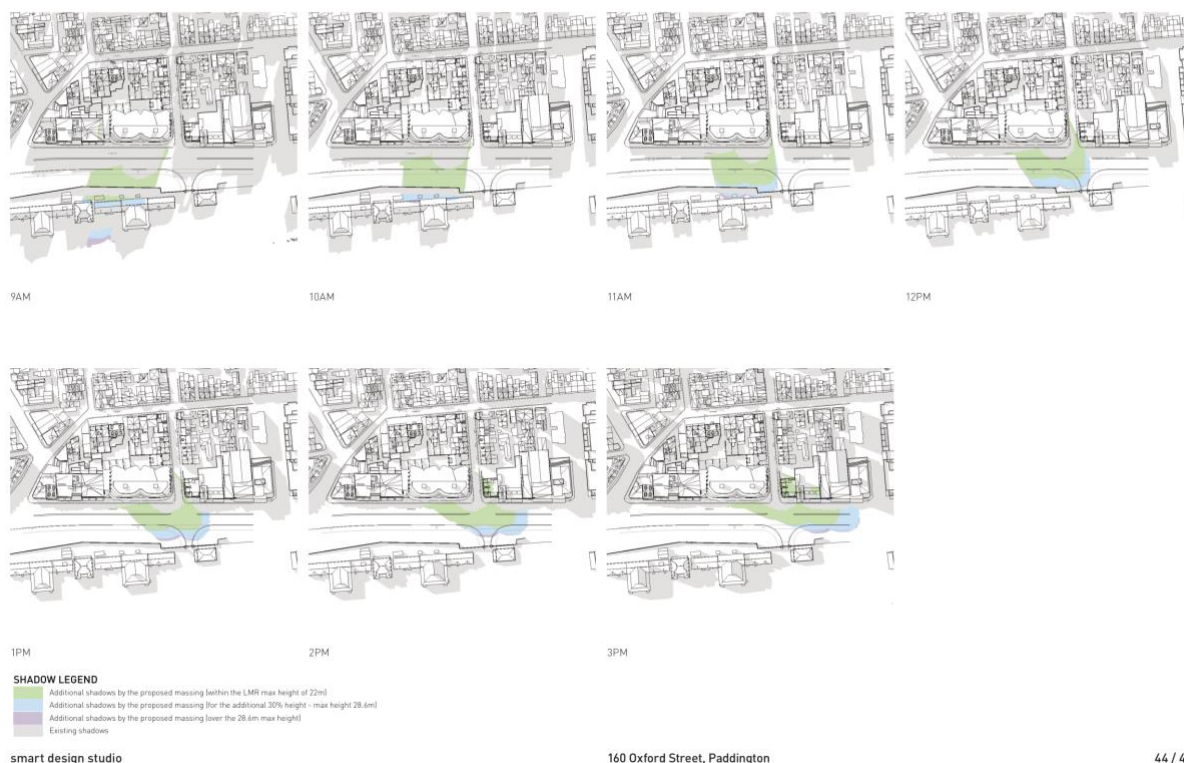 9AM
10AM
11AM
12PM
1PM
2PM
3PM
SHADOW LEGEND
Additional shadows by the proposed massing (within the LMR max height of 22m)
Additional shadows by the proposed massing (for the additional 30% height - max height 28.6m)
Additional shadows by the proposed massing (over the 28.6m max height)
Existing shadows
smart design studio
160 Oxford Street, Paddington
44 / 4